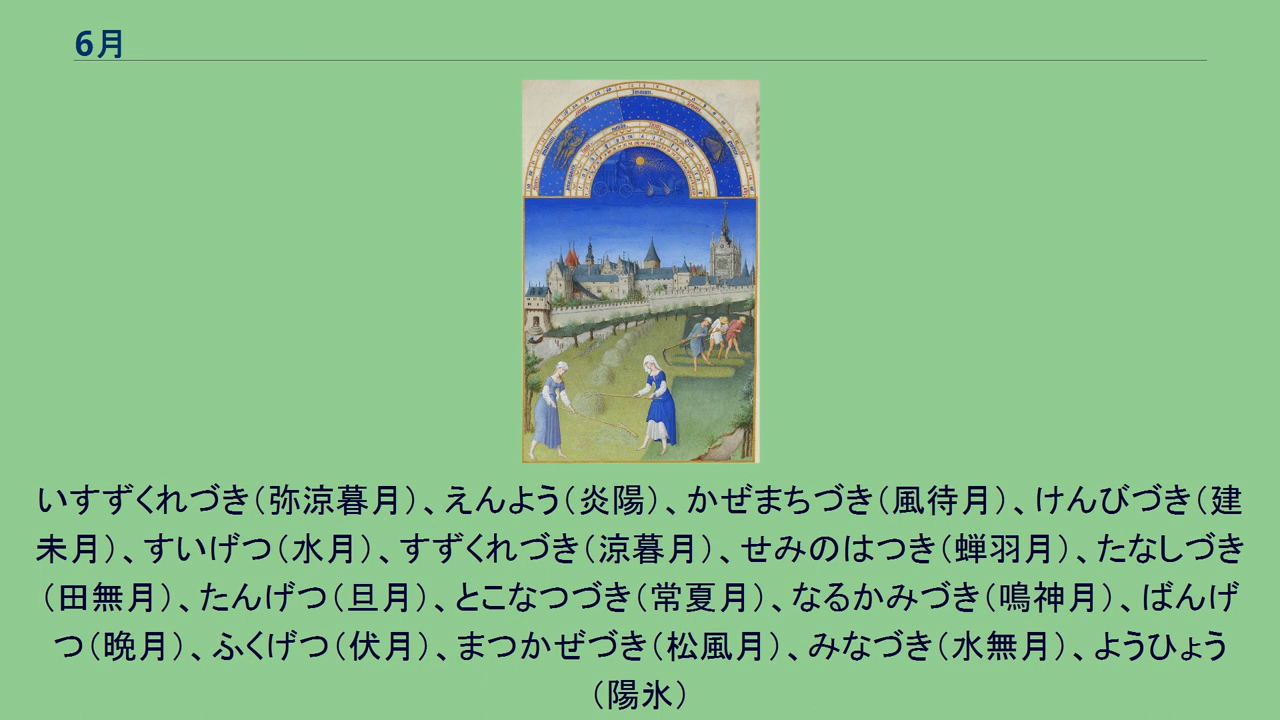 6月
いすずくれづき（弥涼暮月）、えんよう（炎陽）、かぜまちづき（風待月）、けんびづき（建
未月）、すいげつ（水月）、すずくれづき（涼暮月）、せみのはつき（蝉羽月）、たなしづき
（田無月）、たんげつ（旦月）、とこなつづき（常夏月）、なるかみづき（鳴神月）、ばんげ
つ（晩月）、ふくげつ（伏月）、まつかぜづき（松風月）、みなづき（水無月）、ようひょう
（陽氷）